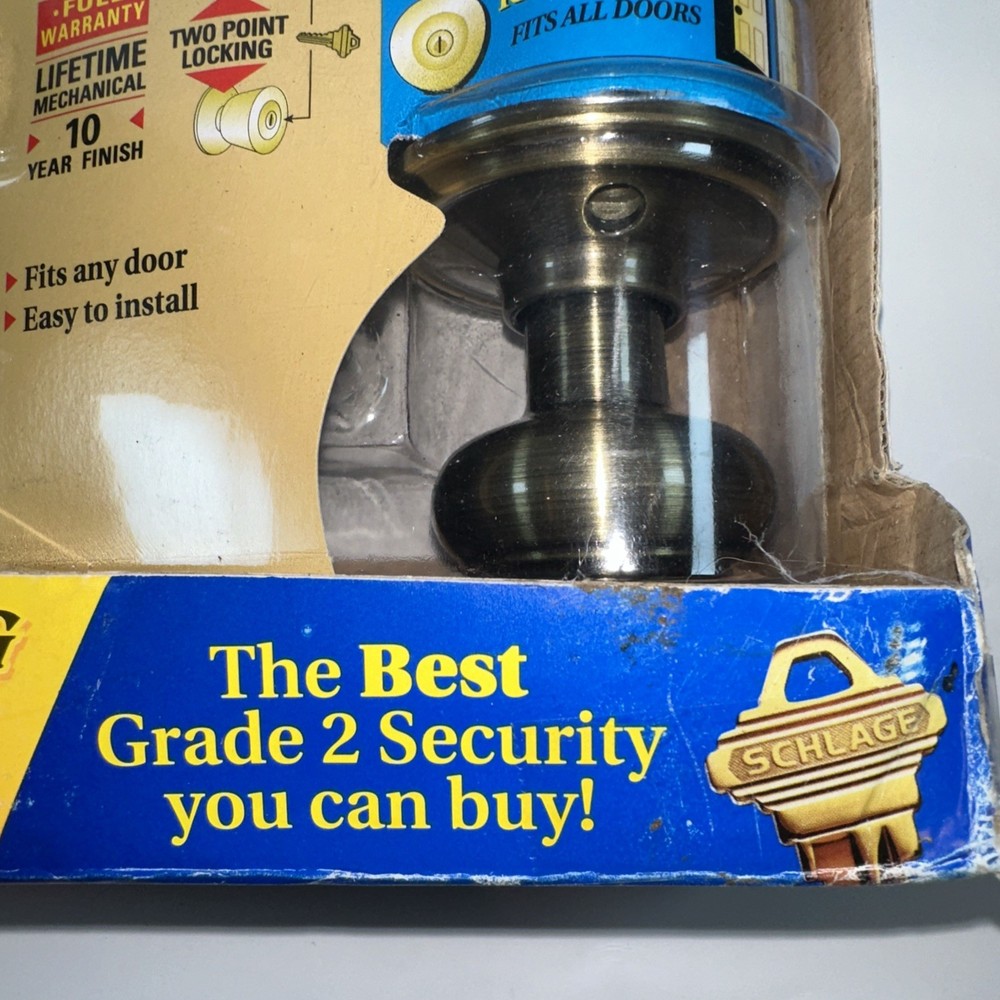 • FULL
WARRANTY
LIFETIME
MECHANICAL
10
YEAR FINISH
TWO POINT
LOCKING
FITS ALL DOORS
Fits any door
Easy to install
G
The Best
Grade 2 Security
you can buy!
SCHLAGE